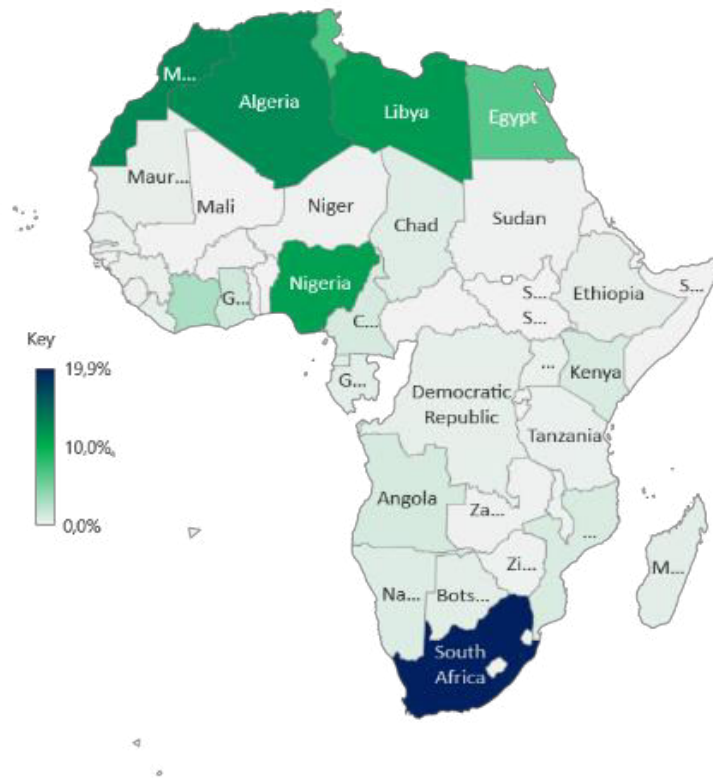 M...
Algeria
Libya
Egypt
Maur...
Mali
Niger
Chad
Sudan
Nigeria
G...
C...
S...
S...
Ethiopia
S...
Key
19,9%
10,0%
0,0%
G...
Democratic
Republic
...
Kenya
Tanzania
Angola
Za...
...
Zi...
Na...
Bots...
M...
South
Africa